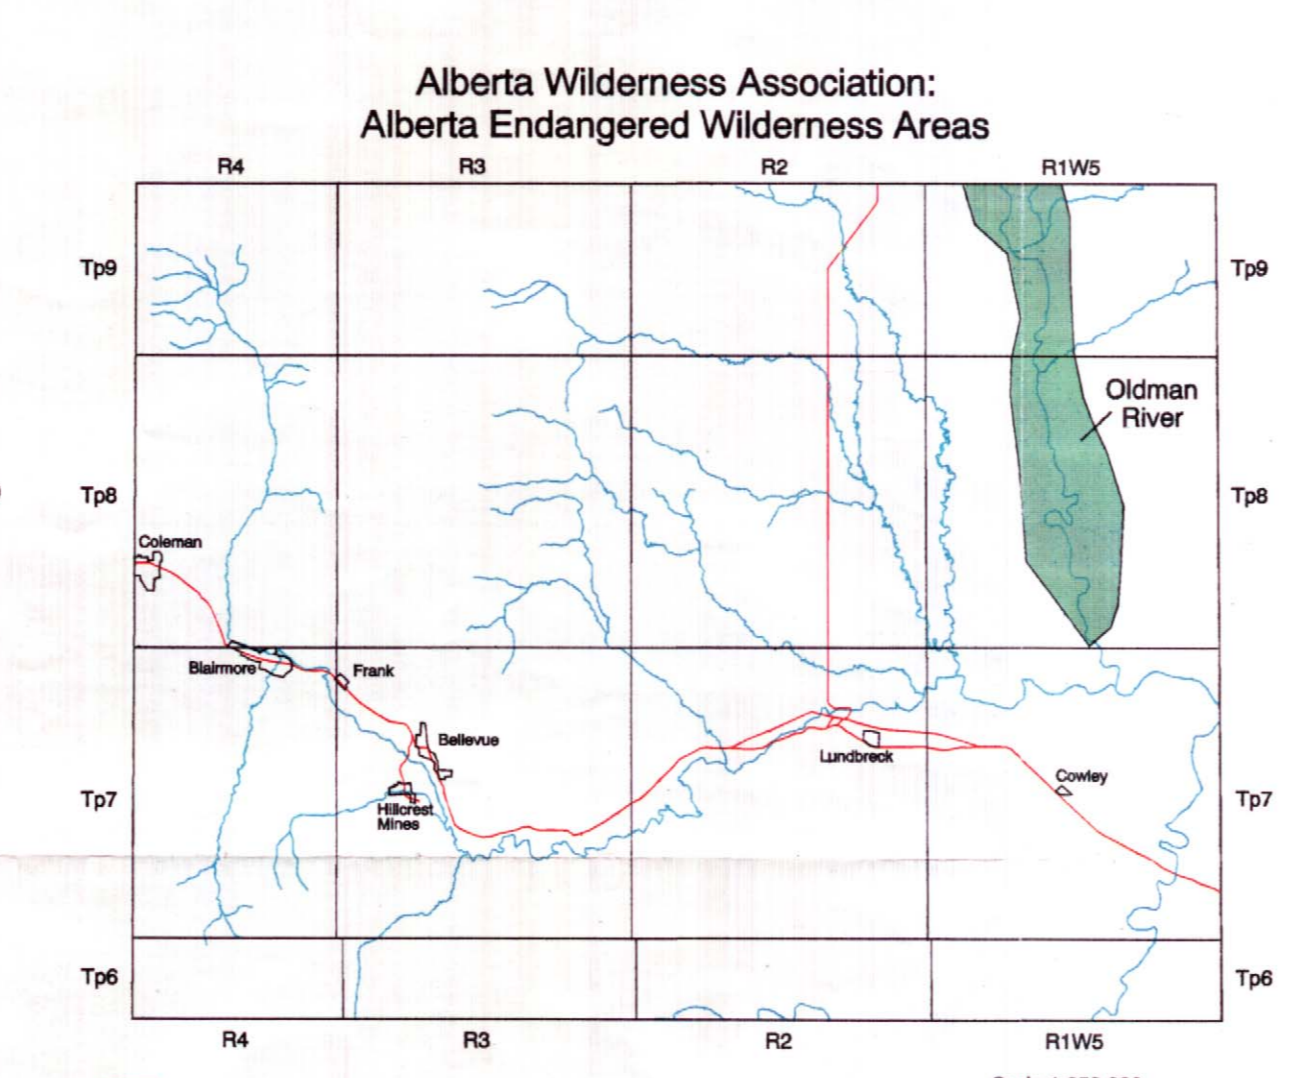 Alberta Wilderness Association:
Alberta Endangered Wilderness Areas
R4 R3 R2 R1W5
Tp9 Tp9
Oldman
River
Tp8 Tp8
Coleman
Blairmore Frank
Bellevue
Lundbreck
Cowley
Tp7 Tp7
Hillcrest
Mines
Tp6 Tp6
R4 R3 R2 R1W5